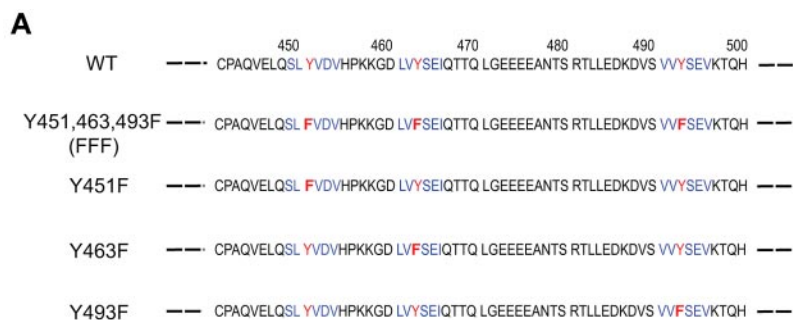 A
450 460 470 480 490 500
WT CPAQVELQSL YVDVHPKKGD LVYSEIQTTQ LGEEEEANTS RTLLEDKDVS VVYSEVKTQH
Y451,463,493F CPAQVELQSL FVDVHPKKGD LVFSEIQTTQ LGEEEEANTS RTLLEDKDVS VVFSEVKTQH
(FFF)
Y451F CPAQVELQSL FVDVHPKKGD LVYSEIQTTQ LGEEEEANTS RTLLEDKDVS VVYSEVKTQH
Y463F CPAQVELQSL YVDVHPKKGD LVFSEIQTTQ LGEEEEANTS RTLLEDKDVS VVYSEVKTQH
Y493F CPAQVELQSL YVDVHPKKGD LVYSEIQTTQ LGEEEEANTS RTLLEDKDVS VVFSEVKTQH